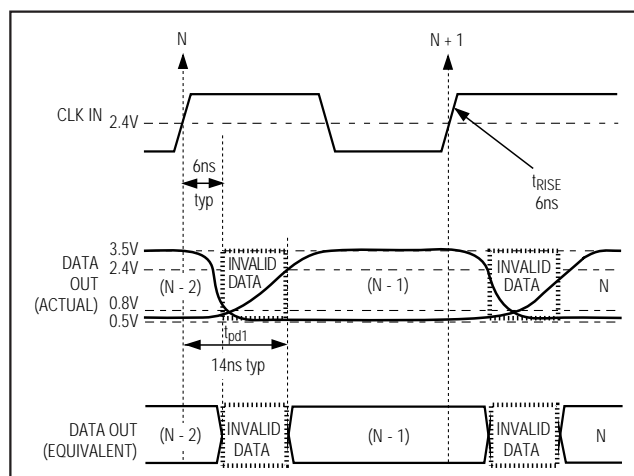 N
N + 1
CLK IN
2.4V
6ns
typ
tRISE
6ns
3.5V
2.4V
DATA
OUT
(ACTUAL)
0.8V
0.5V
(N - 2)
INVALID
DATA
(N - 1)
INVALID
DATA
N
tpd1
14ns typ
DATA OUT
(EQUIVALENT)
(N - 2)
INVALID
DATA
(N - 1)
INVALID
DATA
N